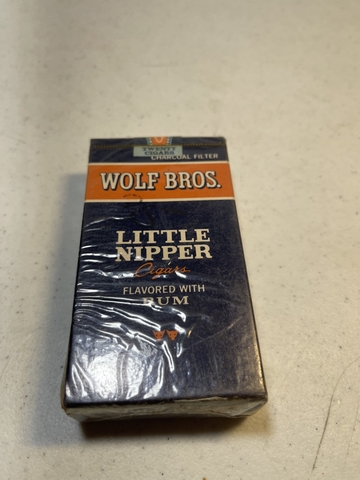 TWENTY
CIGARS
CHARCOAL FILTER
WOLF BROS.
LITTLE
NIPPER
Cigars
FLAVORED WITH
RUM